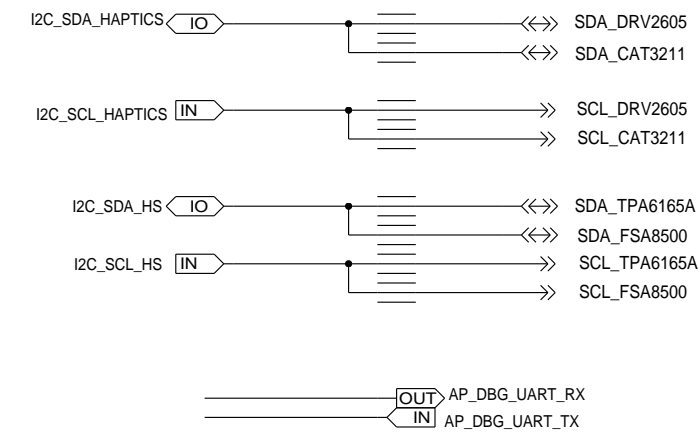 I2C_SDA_HAPTICS IO SDA_DRV2605
SDA_CAT3211
I2C_SCL_HAPTICS IN SCL_DRV2605
SCL_CAT3211
I2C_SDA_HS IO SDA_TPA6165A
SDA_FSA8500
I2C_SCL_HS IN SCL_TPA6165A
SCL_FSA8500
OUT AP_DBG_UART_RX
IN AP_DBG_UART_TX